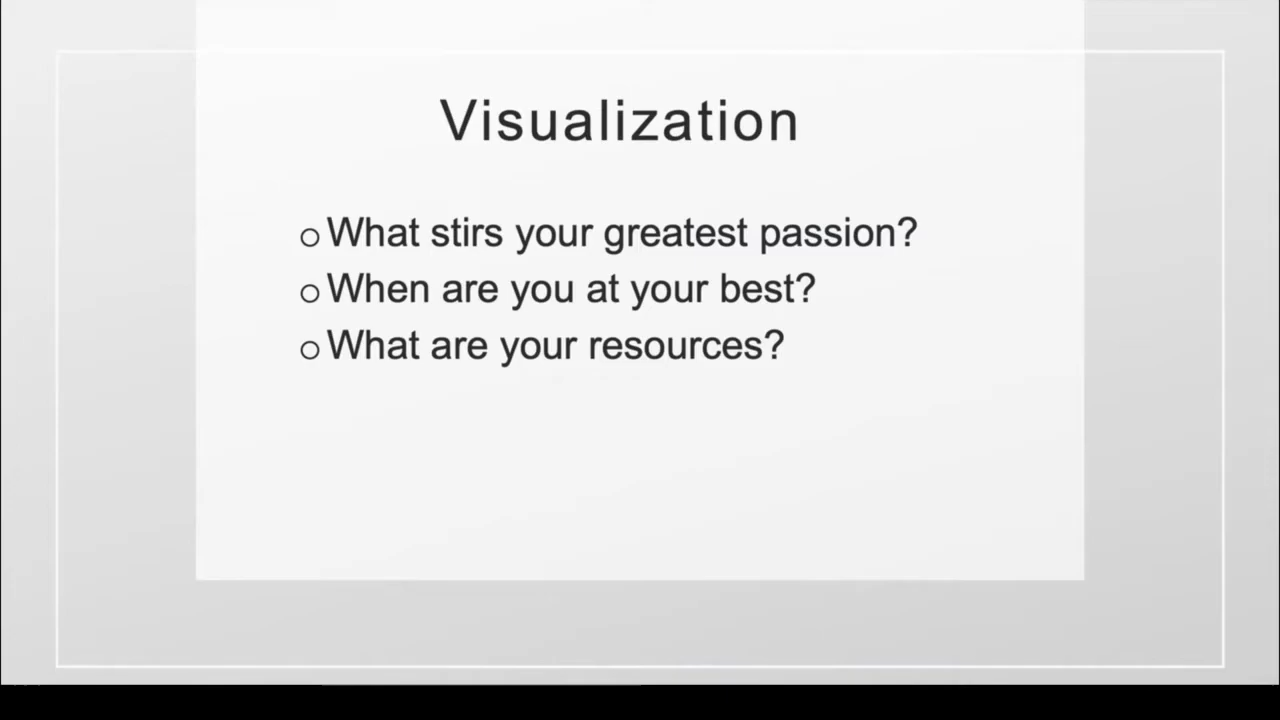 Visualization
What stirs your greatest passion?
When are you at your best?
What are your resources?